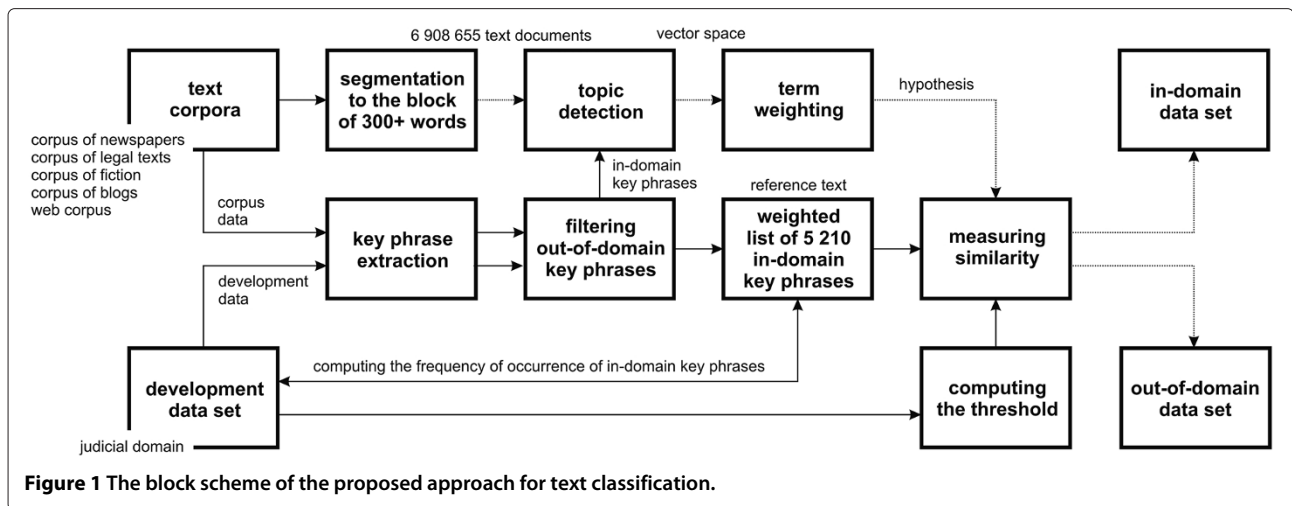 6 908 655 text documents
vector space
text
corpora
segmentation
to the block
of 300+ words
topic
detection
term
weighting
hypothesis
in-domain
data set
corpus of newspapers
corpus of legal texts
corpus of fiction
corpus of blogs
web corpus
corpus
data
in-domain
key phrases
reference text
key phrase
extraction
filtering
out-of-domain
key phrases
weighted
list of 5 210
in-domain
key phrases
measuring
similarity
development
data
computing the frequency of occurrence of in-domain key phrases
development
data set
judicial domain
computing
the threshold
out-of-domain
data set
Figure 1 The block scheme of the proposed approach for text classification.